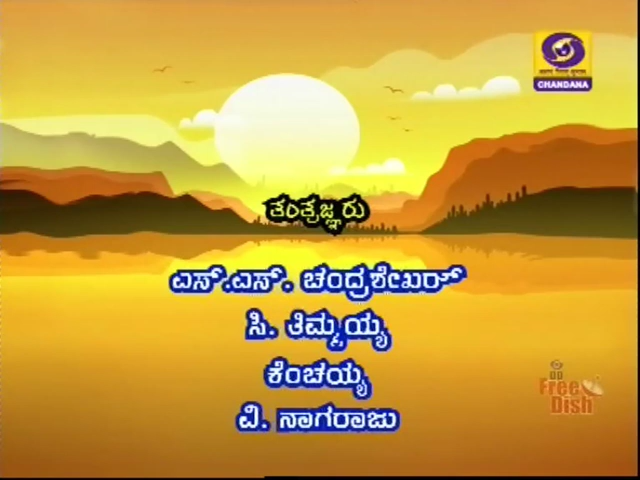 CHANDANA
ತಂತ್ರಜ್ಞರು
ಎಸ್.ಎಸ್. ಚಂದ್ರಶೇಖರ್
ಸಿ. ತಿಮ್ಮಯ್ಯ
ಕೆಂಚಯ್ಯ
ವಿ. ನಾಗರಾಜು
DD
Free
Dish